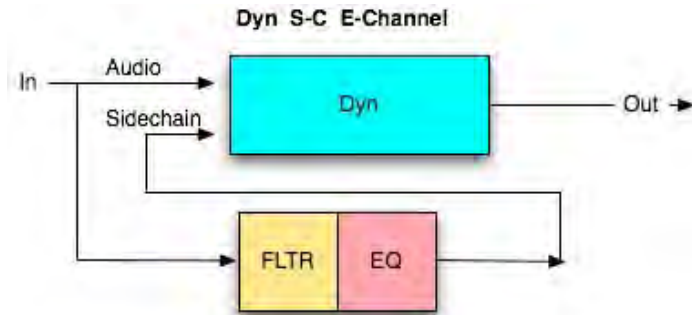 Dyn S-C E-Channel
In
Audio
Dyn
Out
Sidechain
FLTR
EQ